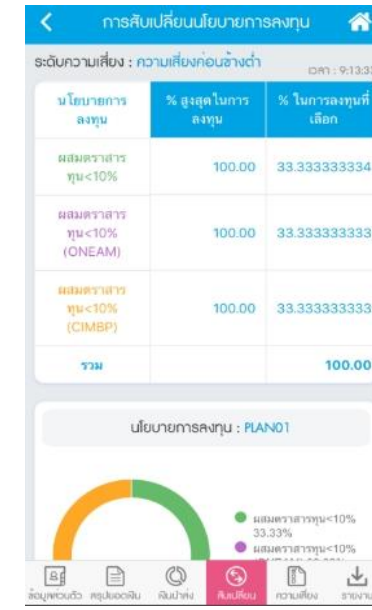 การสับเปลี่ยนนโยบายการลงทุน
ระดับความเสี่ยง : ความเสี่ยงค่อนข้างต่ำ
เวลา : 9:13:33
นโยบายการ
ลงทุน
% สูงสุดในการ
ลงทุน
% ในการลงทุนที่
เลือก
ผสมตราสาร
ทุน<10%
100.00
33.333333334
ผสมตราสาร
ทุน<10%
(ONEAM)
100.00
33.333333333
ผสมตราสาร
ทุน<10%
(CIMBP)
100.00
33.333333333
รวม
100.00
นโยบายการลงทุน : PLAN01
ผสมตราสารทุน<10%
33.33%
ผสมตราสารทุน<10%
ข้อมูลส่วนตัว
สรุปยอดเงิน
เงินนำส่ง
สับเปลี่ยน
ความเสี่ยง
รายงาน